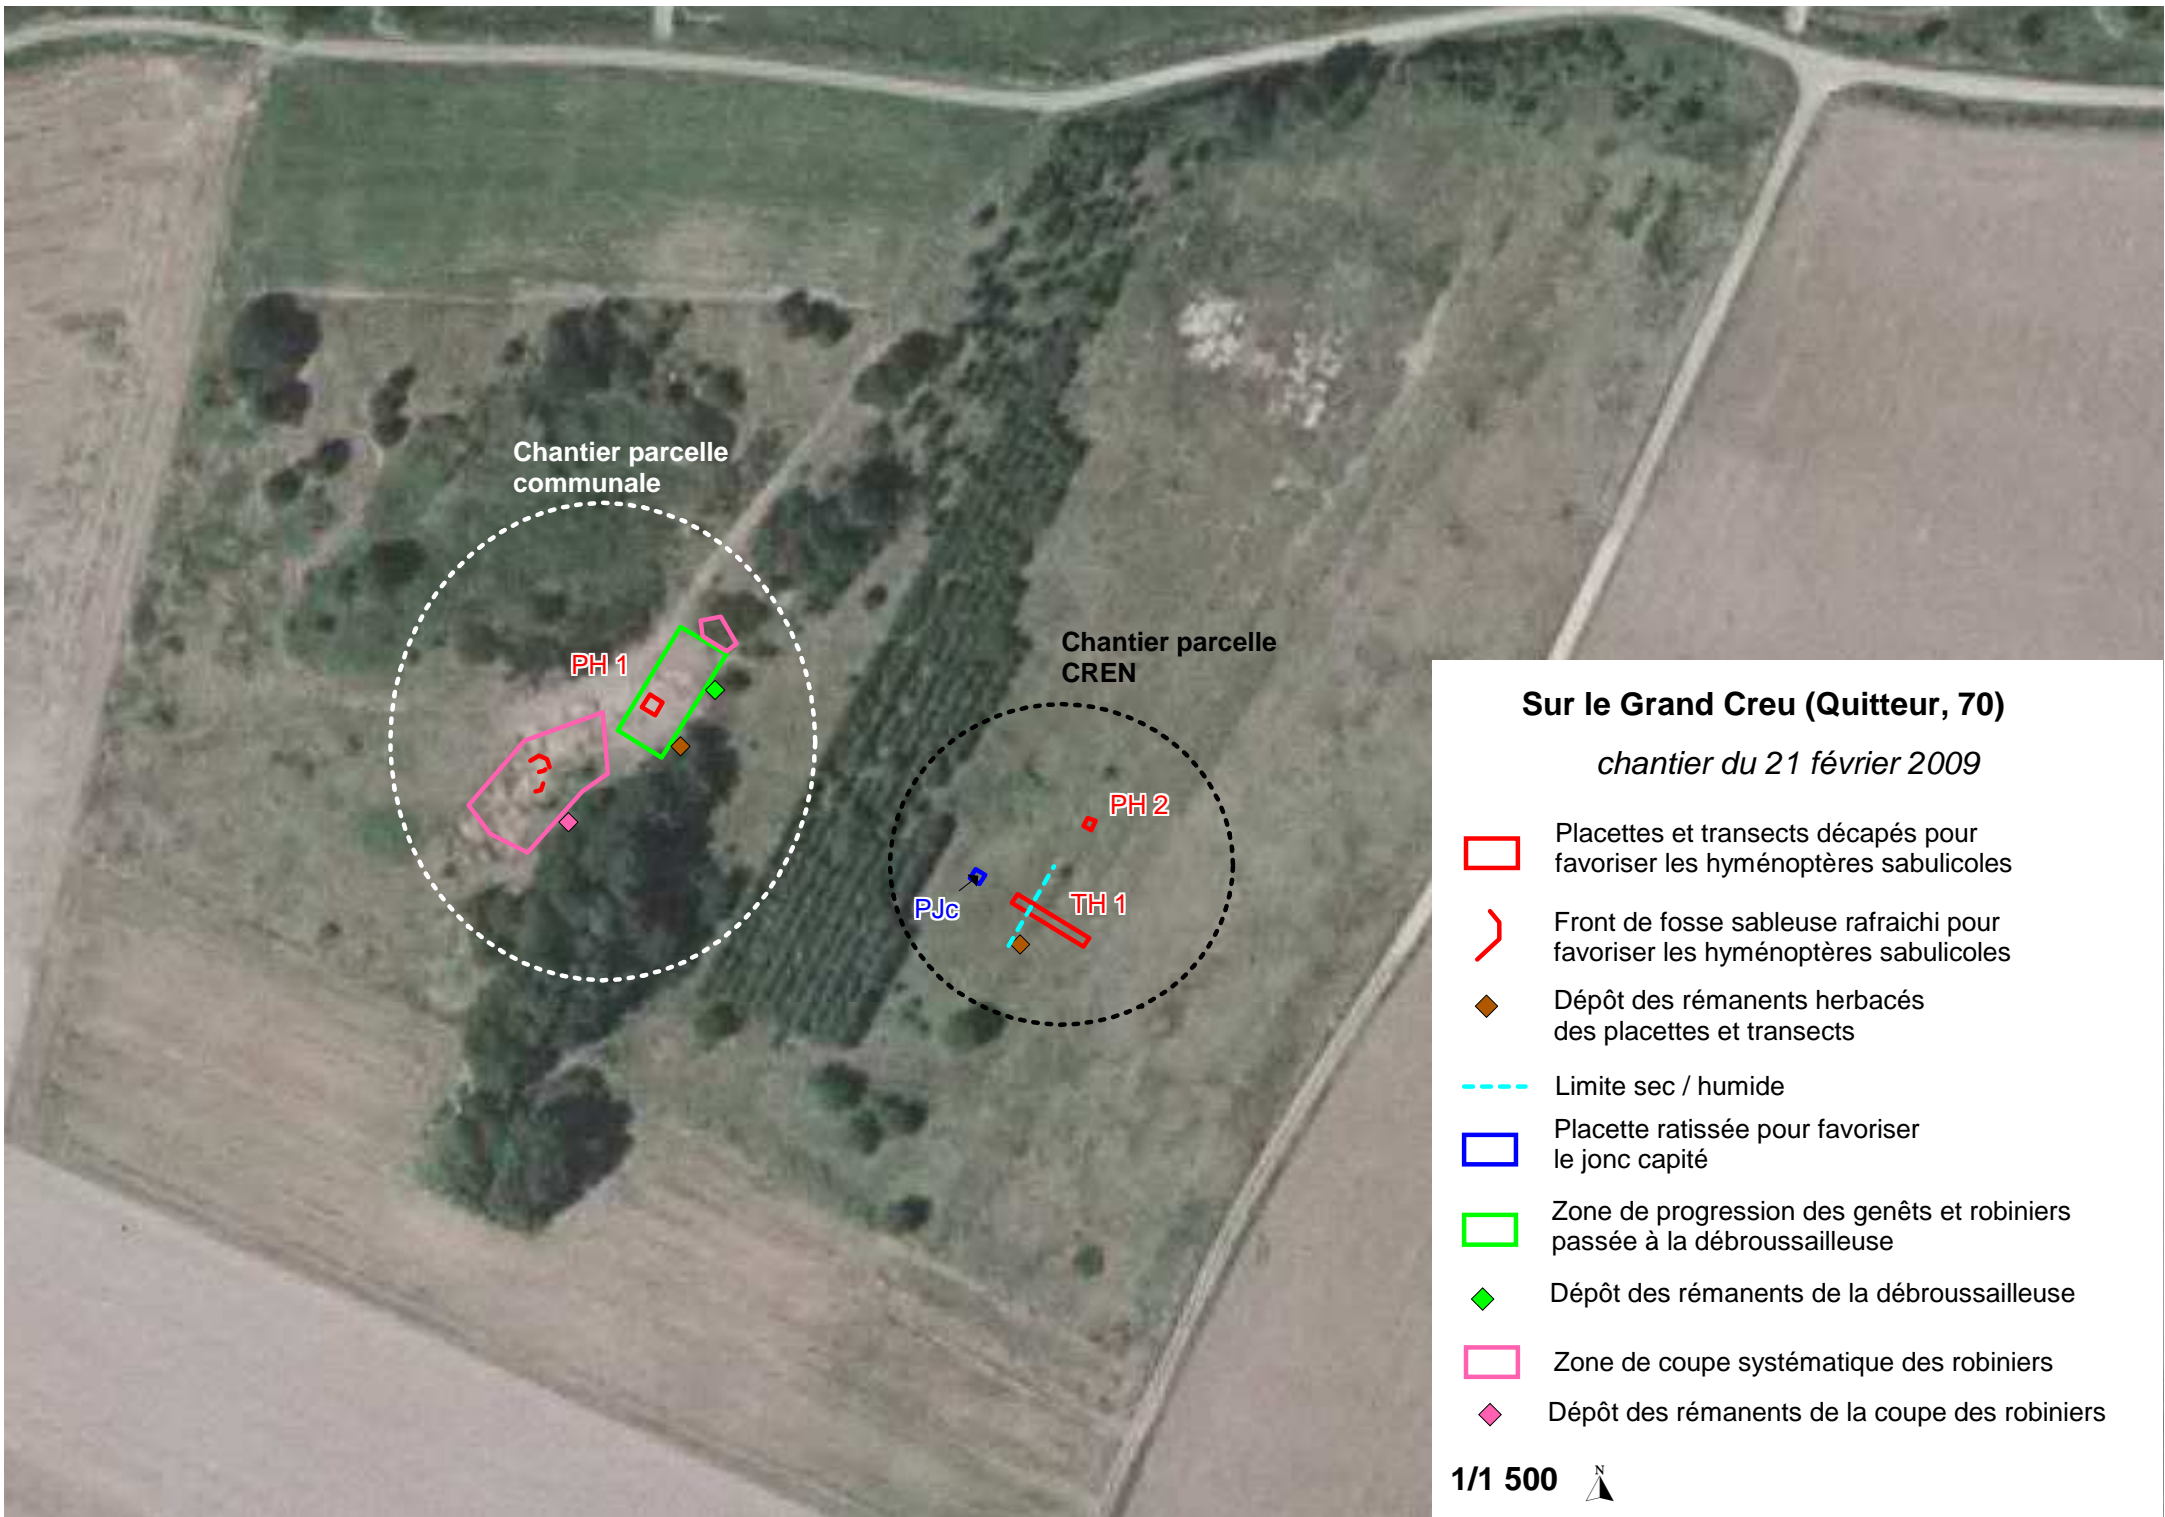 Chantier parcelle
communale
PH 1
Chantier parcelle
CREN
PH 2
TH 1
PJc
Sur le Grand Creu (Quitteur, 70)
chantier du 21 février 2009
Placettes et transects décapés pour
favoriser les hyménoptères sabulicoles
Front de fosse sableuse rafraichi pour
favoriser les hyménoptères sabulicoles
Dépôt des rémanents herbacés
des placettes et transects
Limite sec / humide
Placette ratissée pour favoriser
le jonc capité
Zone de progression des genêts et robiniers
passée à la débroussailleuse
Dépôt des rémanents de la débroussailleuse
Zone de coupe systématique des robiniers
Dépôt des rémanents de la coupe des robiniers
1/1 500
N